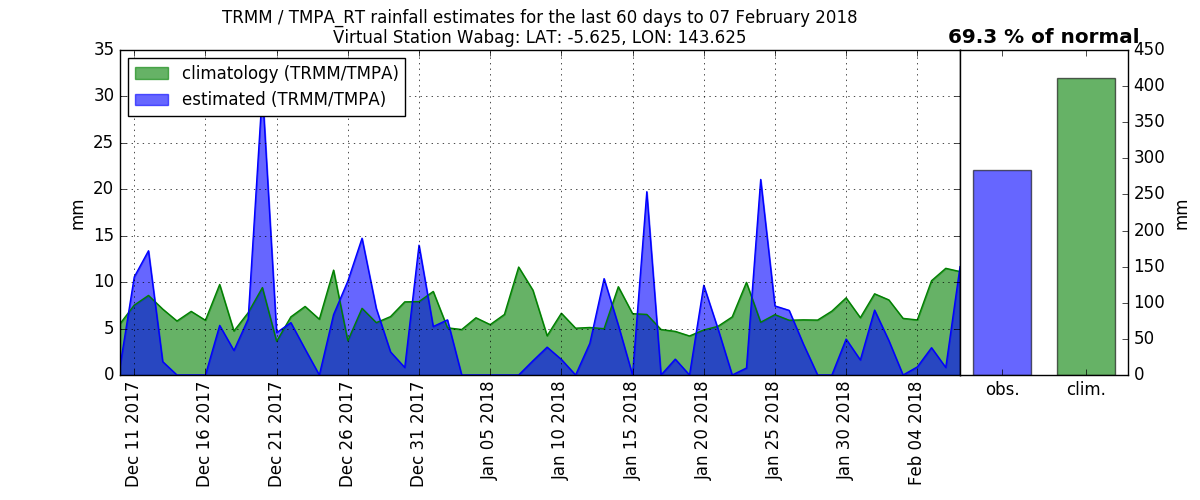 TRMM / TMPA_RT rainfall estimates for the last 60 days to 07 February 2018
Virtual Station Wabag: LAT: -5.625, LON: 143.625
69.3 % of normal
climatology (TRMM/TMPA)
estimated (TRMM/TMPA)
mm
35
30
25
20
15
10
5
0
Dec 11 2017
Dec 16 2017
Dec 21 2017
Dec 26 2017
Dec 31 2017
Jan 05 2018
Jan 10 2018
Jan 15 2018
Jan 20 2018
Jan 25 2018
Jan 30 2018
Feb 04 2018
obs.
clim.
450
400
350
300
250
200
150
100
50
0
mm